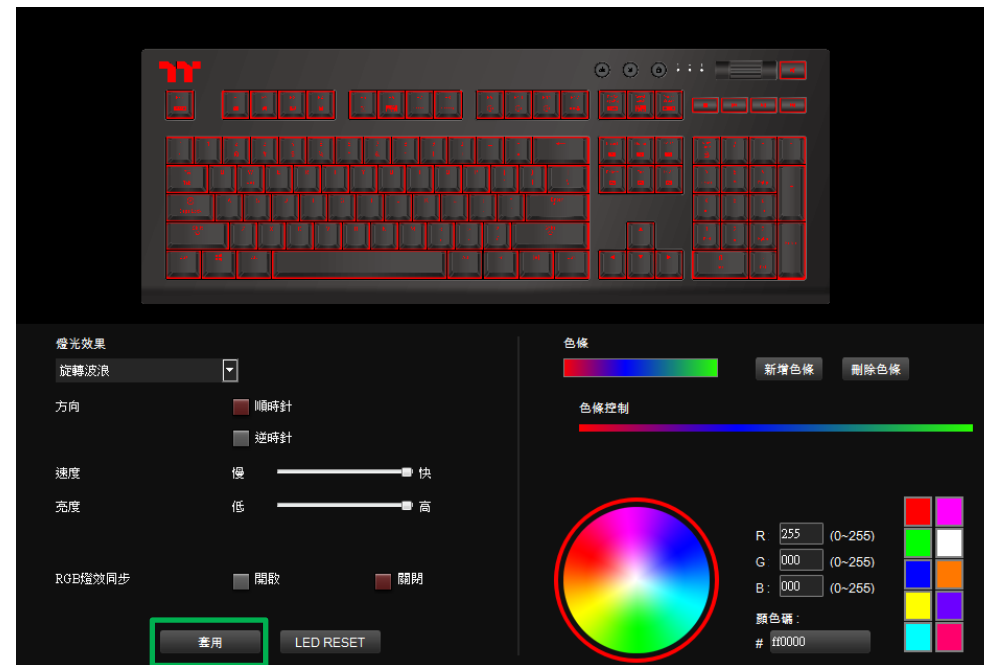 燈光效果
旋轉波浪
方向
順時針
逆時針
速度 慢 快
亮度 低 高
RGB燈效同步 開啟 關閉
套用 LED RESET
色條
新增色條 刪除色條
色條控制
R 255 (0~255)
G 000 (0~255)
B : 000 (0~255)
顏色碼 :
# ff0000